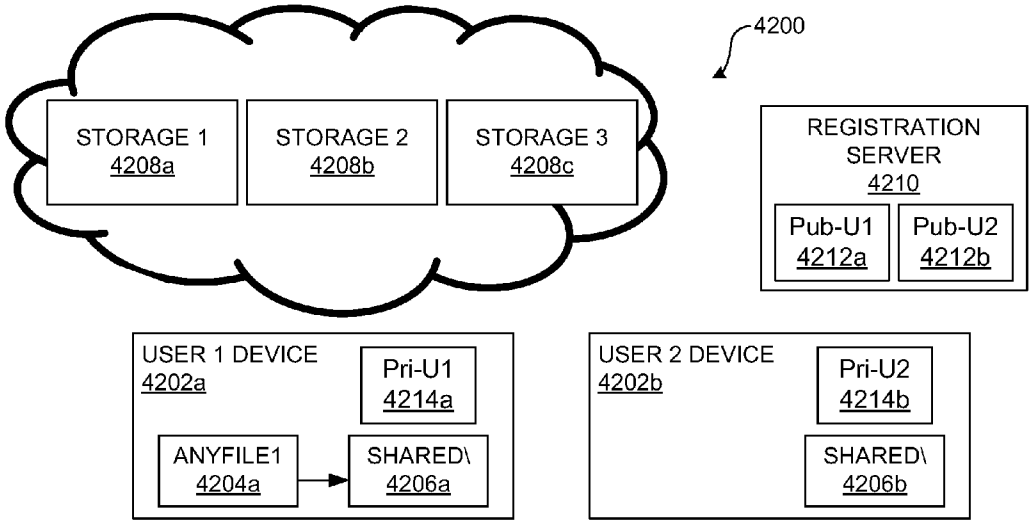 4200
STORAGE 1
4208a
STORAGE 2
4208b
STORAGE 3
4208c
REGISTRATION
SERVER
4210
Pub-U1
4212a
Pub-U2
4212b
USER 1 DEVICE
4202a
Pri-U1
4214a
ANYFILE1
4204a
SHARED\
4206a
USER 2 DEVICE
4202b
Pri-U2
4214b
SHARED\
4206b